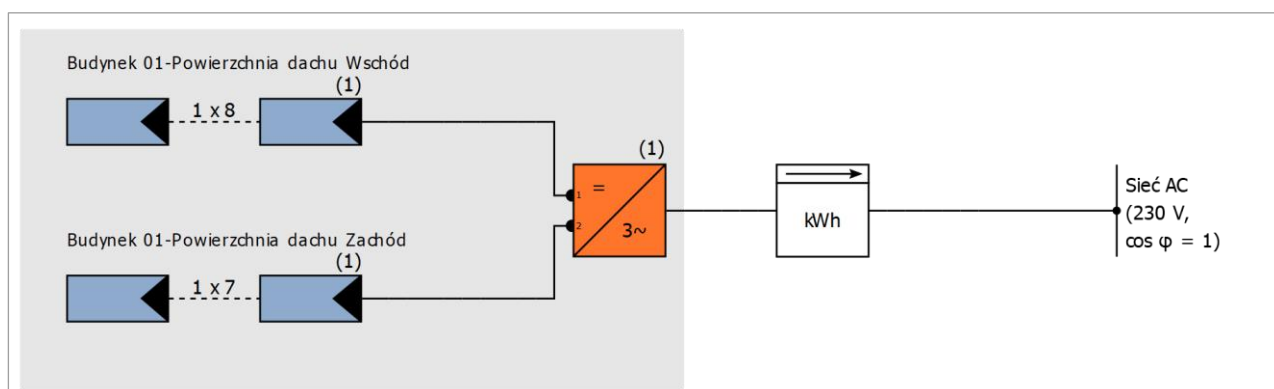 Budynek 01-Powierzchnia dachu Wschód
(1)
1 x 8
(1)
1
=
2
3~
Budynek 01-Powierzchnia dachu Zachód
(1)
1 x 7
kWh
Sieć AC
(230 V,
cos φ = 1)